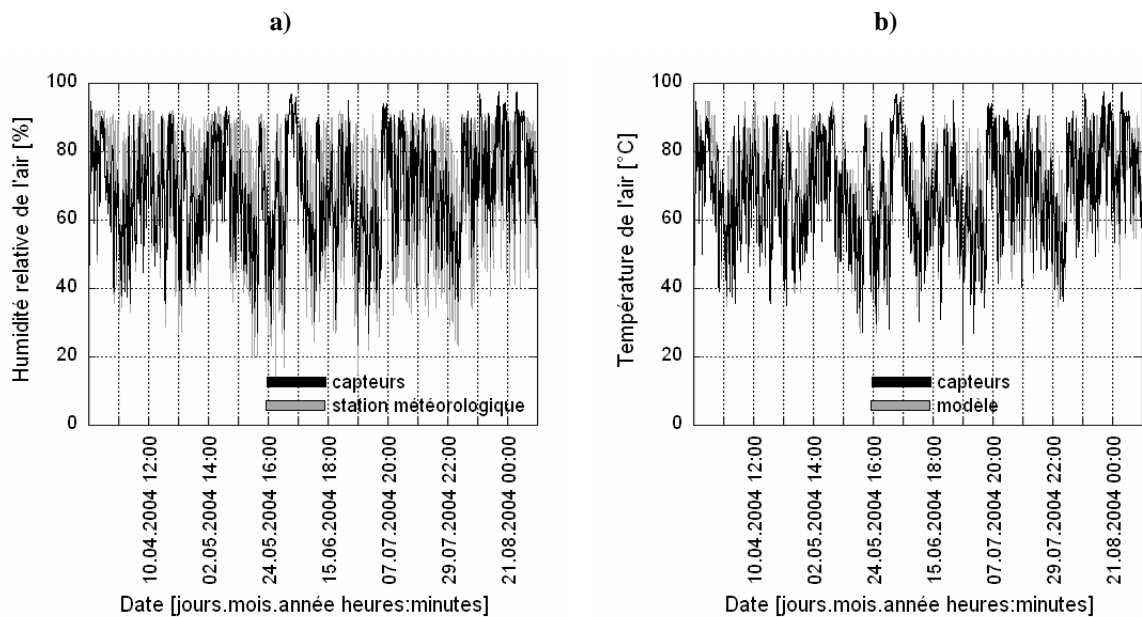 a)
100
80
60
40
20
0
Humidité relative de l'air [%]
capteurs
station météorologique
10.04.2004 12:00
02.05.2004 14:00
24.05.2004 16:00
15.06.2004 18:00
07.07.2004 20:00
29.07.2004 22:00
21.08.2004 00:00
Date [jours.mois.année heures:minutes]
b)
100
80
60
40
20
0
Température de l'air [°C]
capteurs
modèle
10.04.2004 12:00
02.05.2004 14:00
24.05.2004 16:00
15.06.2004 18:00
07.07.2004 20:00
29.07.2004 22:00
21.08.2004 00:00
Date [jours.mois.année heures:minutes]